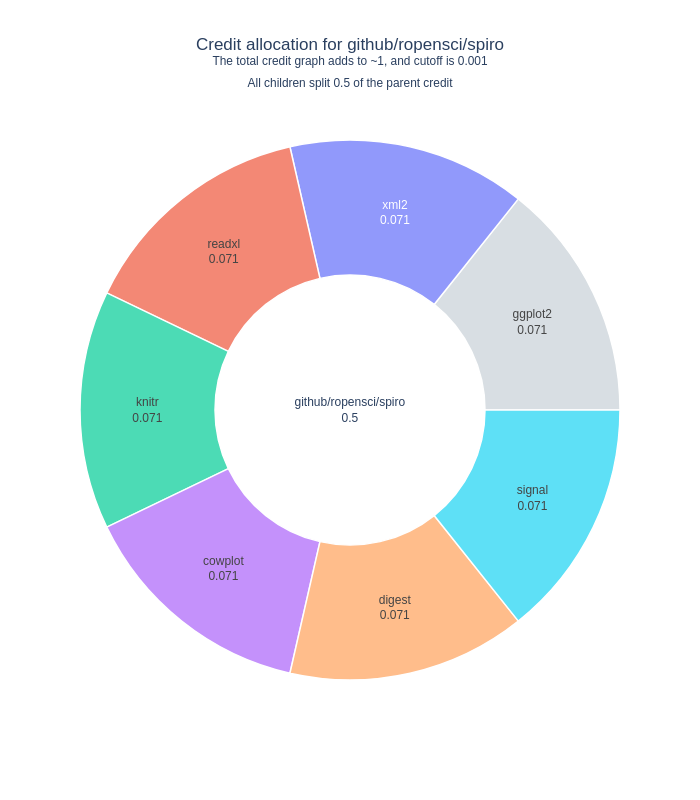 Credit allocation for github/ropensci/spiro
The total credit graph adds to ~1, and cutoff is 0.001
All children split 0.5 of the parent credit
xml2
0.071
readxl
0.071
ggplot2
0.071
knitr
0.071
github/ropensci/spiro
0.5
signal
0.071
cowplot
0.071
digest
0.071